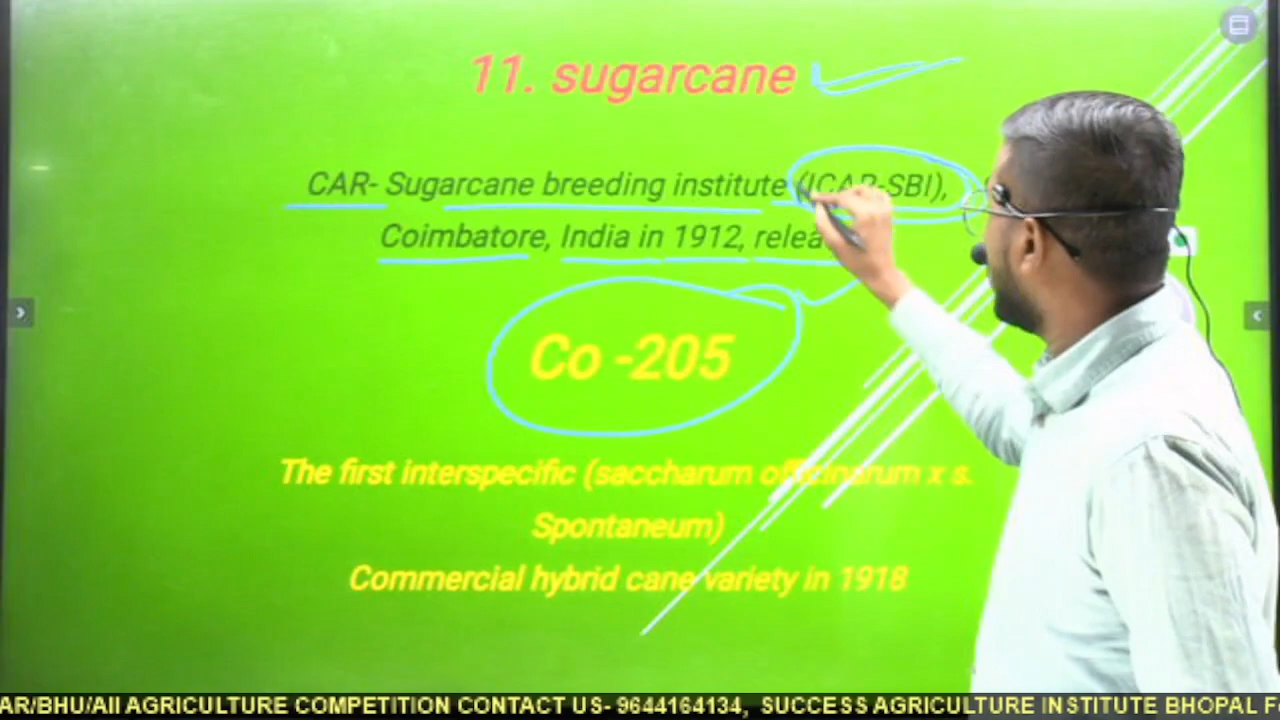 11. sugarcane
CAR- Sugarcane breeding institute (ICAR-SBI),
Coimbatore, India in 1912,
Co -205
The first interspecific (saccharum officinarum x s.
Spontaneum)
Commercial hybrid cane variety in 1918
AR/BHU/All AGRICULTURE COMPETITION CONTACT US- 9644164134, SUCCESS AGRICULTURE INSTITUTE BHOPAL